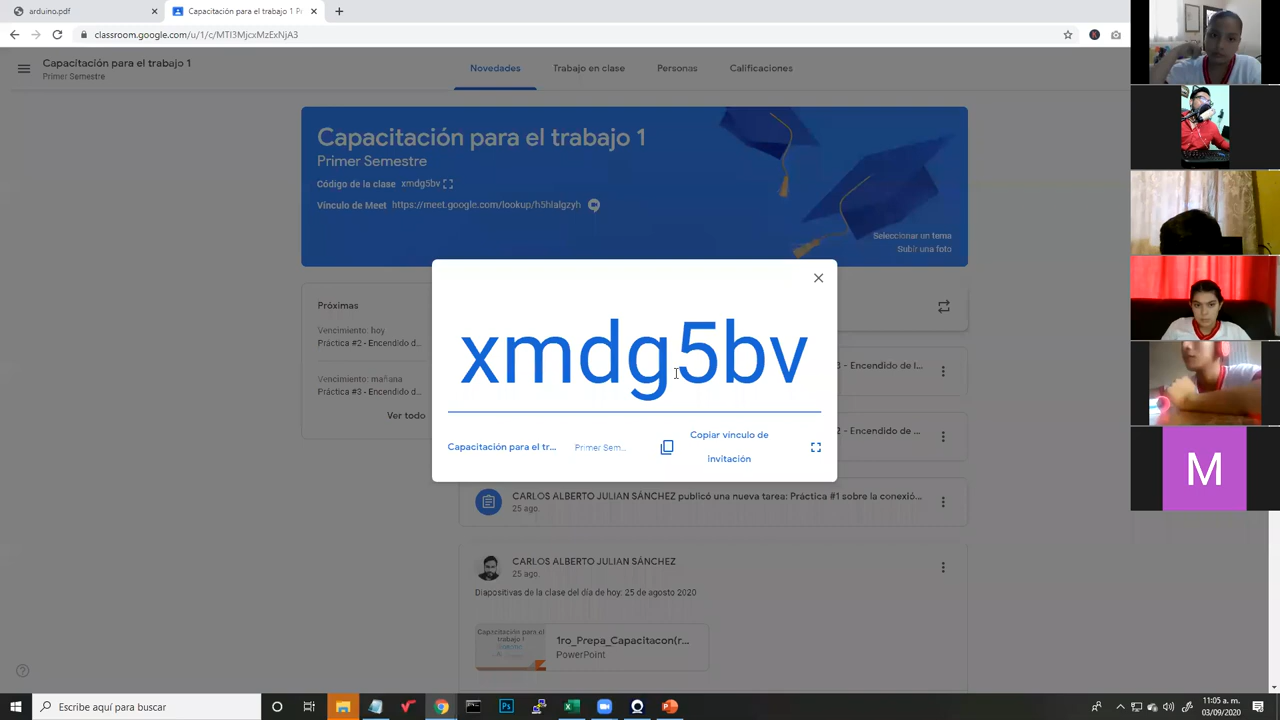 arduino.pdf
Capacitación para el trabajo 1 P
classroom.google.com/u/1/c/MTI3MjcxMzExNjA3
Capacitación para el trabajo 1
Primer Semestre
Novedades
Trabajo en clase
Personas
Calificaciones
Capacitación para el trabajo 1
Primer Semestre
Código de la clase xmdg5bv
Vínculo de Meet https://meet.google.com/lookup/h5hialgzyh
Seleccionar un tema
Subir una foto
Próximas
Vencimiento: hoy
Práctica #2 - Encendido d...
Vencimiento: mañana
Práctica #3 - Encendido d...
Ver todo
xmdg5bv
Capacitación para el tr...
Primer Sem...
Copiar vínculo de
invitación
3 - Encendido de l...
2 - Encendido de ...
CARLOS ALBERTO JULIAN SÁNCHEZ publicó una nueva tarea: Práctica #1 sobre la conexió...
25 ago.
CARLOS ALBERTO JULIAN SÁNCHEZ
25 ago.
Diapositivas de la clase del día de hoy: 25 de agosto 2020
Capacitación para el
trabajo 1
1ro_Prepa_Capacitacon(r...
PowerPoint
M
Escribe aquí para buscar
11:05 a. m.
03/09/2020